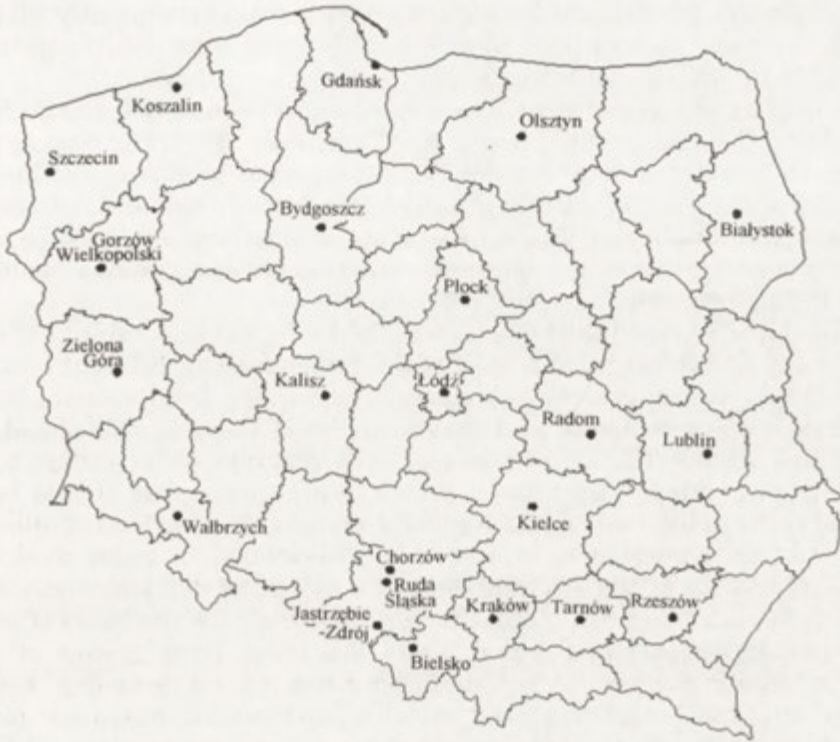 Gdańsk
Koszalin
Olsztyn
Szczecin
Bydgoszcz
Białystok
Gorzów
Wielkopolski
Płock
Zielona
Góra
Kalisz
Łódź
Radom
Lublin
Wałbrzych
Kielce
Chorzów
Ruda
Śląska
Jastrzębie
-Zdrój
Kraków
Tarnów
Rzeszów
Bielsko